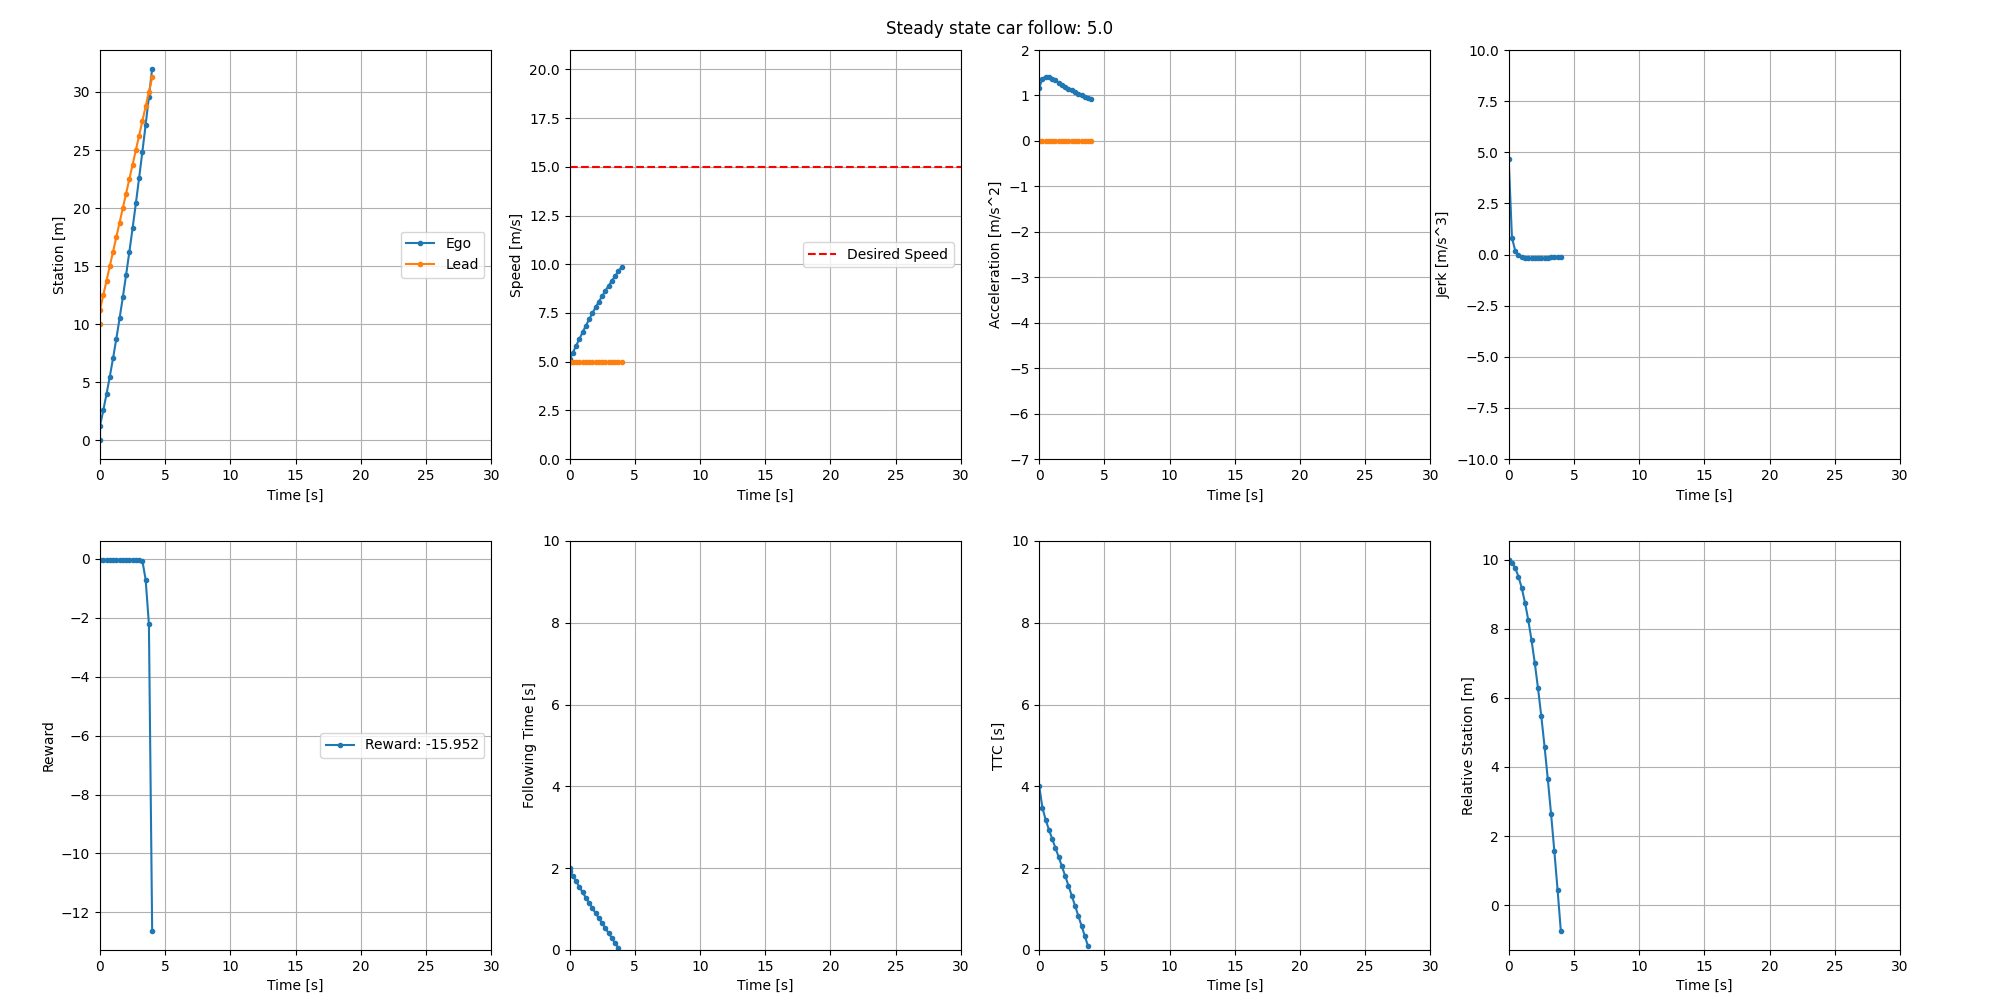 Steady state car follow: 5.0
Station [m]
30
25
20
15
10
5
0
Ego
Lead
0 5 10 15 20 25 30
Time [s]
Speed [m/s]
20.0
17.5
15.0
12.5
10.0
7.5
5.0
2.5
0.0
Desired Speed
0 5 10 15 20 25 30
Time [s]
Acceleration [m/s^2]
2
1
0
−1
−2
−3
−4
−5
−6
−7
0 5 10 15 20 25 30
Time [s]
Jerk [m/s^3]
10.0
7.5
5.0
2.5
0.0
−2.5
−5.0
−7.5
−10.0
0 5 10 15 20 25 30
Time [s]
Reward
0
−2
−4
−6
−8
−10
−12
Reward: -15.952
0 5 10 15 20 25 30
Time [s]
Following Time [s]
10
8
6
4
2
0
0 5 10 15 20 25 30
Time [s]
TTC [s]
10
8
6
4
2
0
0 5 10 15 20 25 30
Time [s]
Relative Station [m]
10
8
6
4
2
0
0 5 10 15 20 25 30
Time [s]